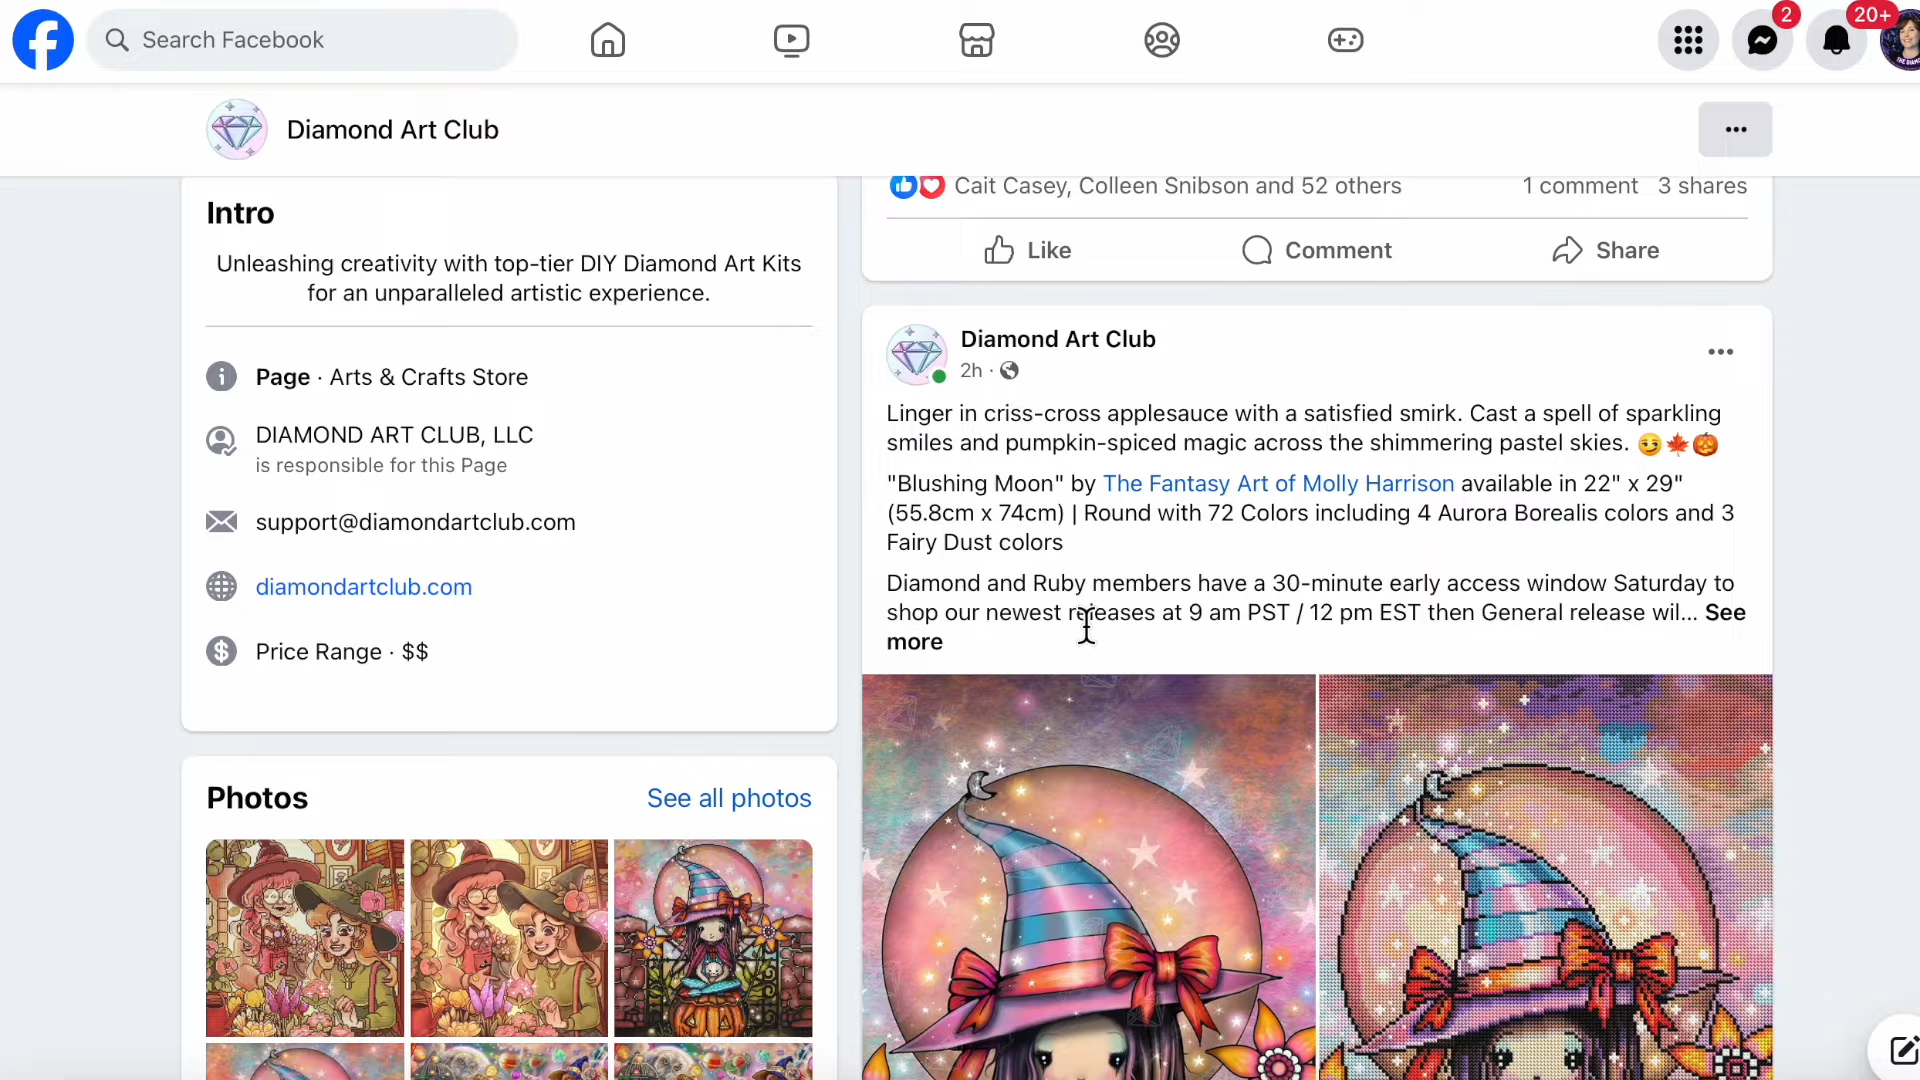 Search Facebook
2
20+
Diamond Art Club
...
Intro
Unleashing creativity with top-tier DIY Diamond Art Kits
for an unparalleled artistic experience.
Page · Arts & Crafts Store
DIAMOND ART CLUB, LLC
is responsible for this Page
support@diamondartclub.com
diamondartclub.com
Price Range · $$
Photos
See all photos
Cait Casey, Colleen Snibson and 52 others
1 comment 3 shares
Like
Comment
Share
Diamond Art Club
2h ·
Linger in criss-cross applesauce with a satisfied smirk. Cast a spell of sparkling
smiles and pumpkin-spiced magic across the shimmering pastel skies. 😏🍁🎃
"Blushing Moon" by The Fantasy Art of Molly Harrison available in 22" x 29"
(55.8cm x 74cm) | Round with 72 Colors including 4 Aurora Borealis colors and 3
Fairy Dust colors
Diamond and Ruby members have a 30-minute early access window Saturday to
shop our newest releases at 9 am PST / 12 pm EST then General release wil... See
more